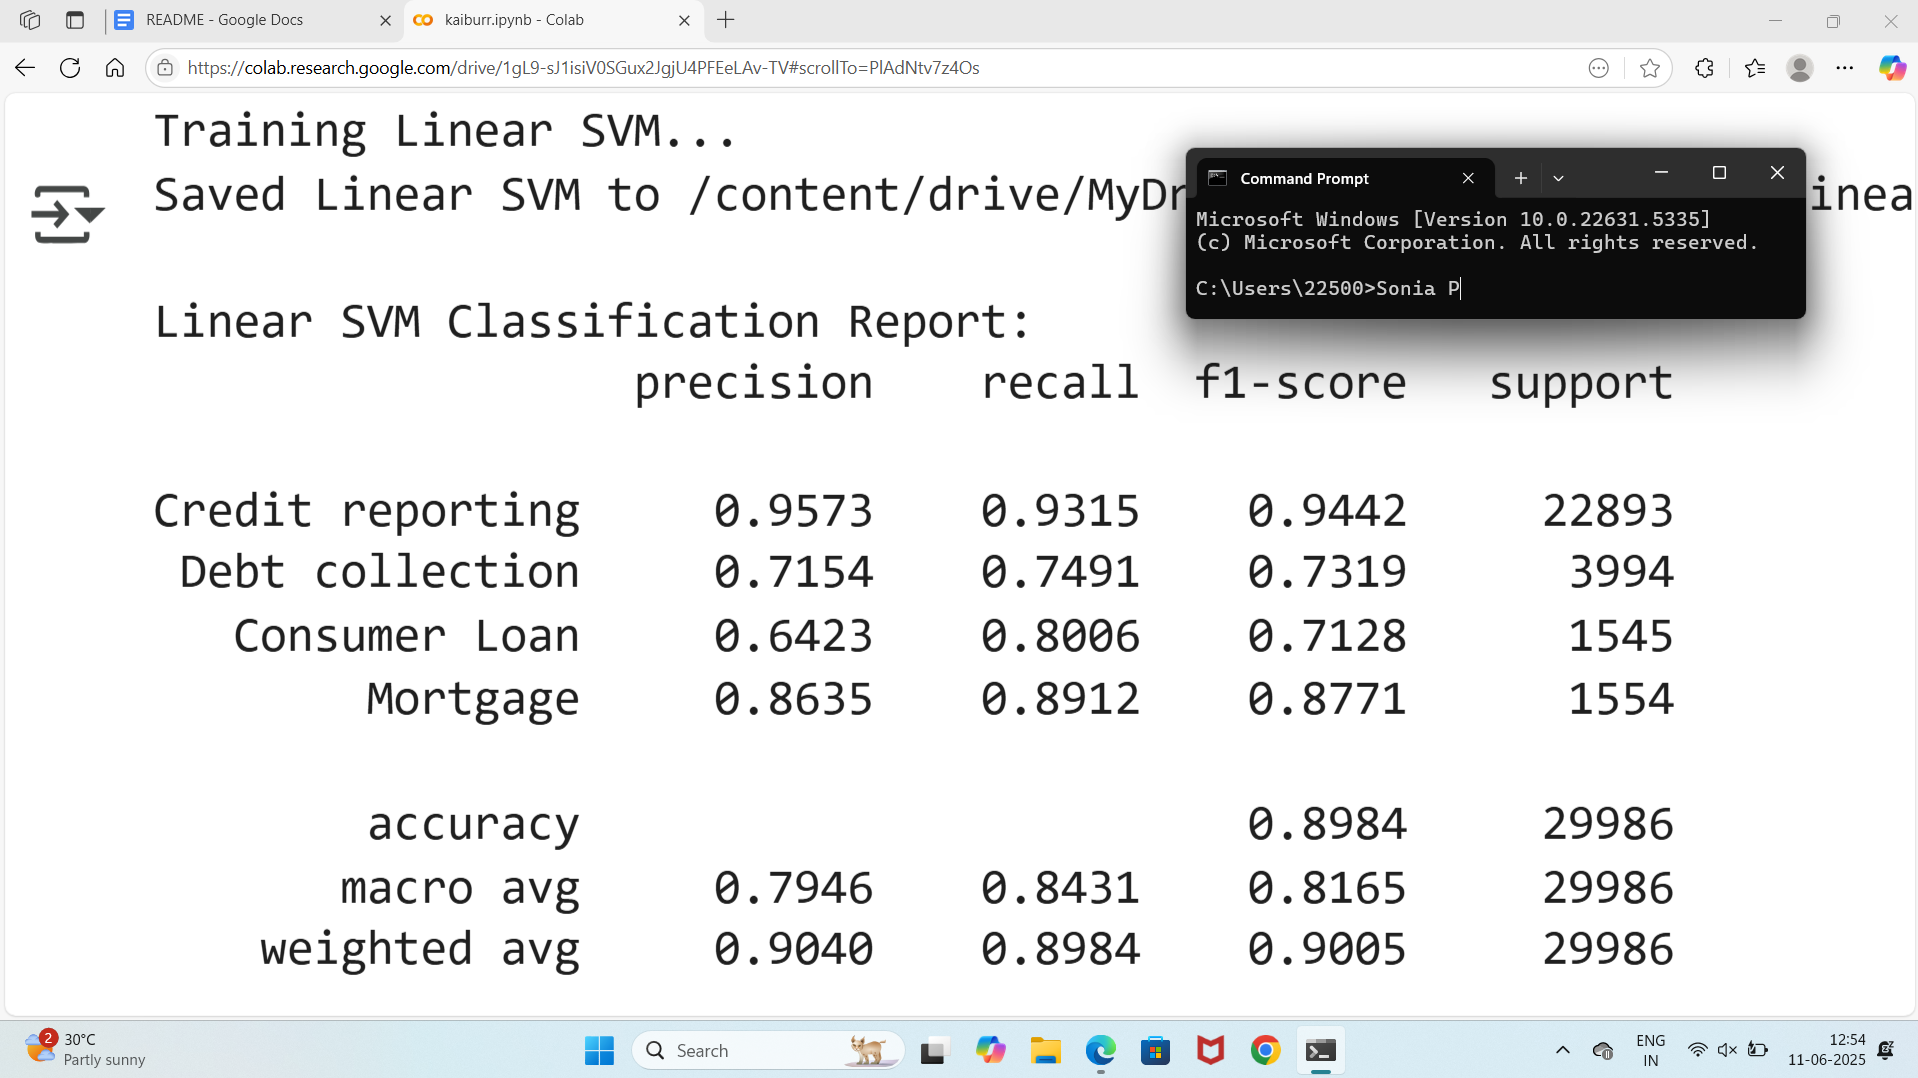 README - Google Docs
kaiburr.ipynb - Colab
https://colab.research.google.com/drive/1gL9-sJ1isiV0SGux2JgjU4PFEeLAv-TV#scrollTo=PlAdNtv7z4Os
Training Linear SVM...
Saved Linear SVM to /content/drive/MyDr inea
Command Prompt
Microsoft Windows [Version 10.0.22631.5335]
(c) Microsoft Corporation. All rights reserved.
C:\Users\22500>Sonia P
Linear SVM Classification Report:
precision recall f1-score support
Credit reporting 0.9573 0.9315 0.9442 22893
Debt collection 0.7154 0.7491 0.7319 3994
Consumer Loan 0.6423 0.8006 0.7128 1545
Mortgage 0.8635 0.8912 0.8771 1554
accuracy 0.8984 29986
macro avg 0.7946 0.8431 0.8165 29986
weighted avg 0.9040 0.8984 0.9005 29986
2
30°C
Partly sunny
Search
ENG
IN
12:54
11-06-2025